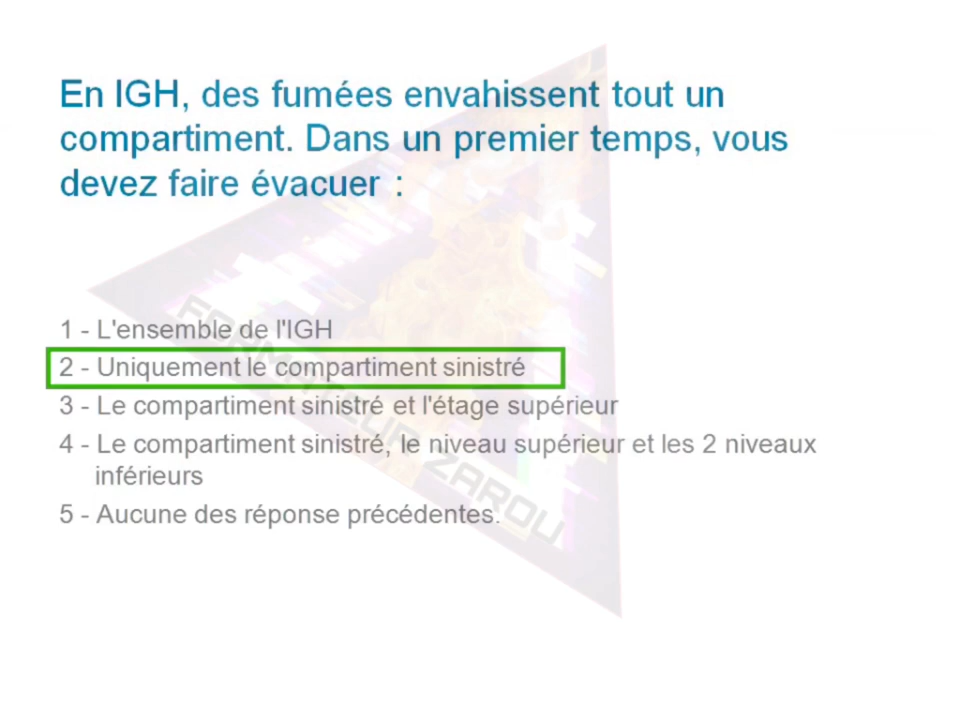 En IGH, des fumées envahissent tout un
compartiment. Dans un premier temps, vous
devez faire évacuer :
1 - L'ensemble de l'IGH
2 - Uniquement le compartiment sinistré
3 - Le compartiment sinistré et l'étage supérieur
4 - Le compartiment sinistré, le niveau supérieur et les 2 niveaux
inférieurs
5 - Aucune des réponse précédentes.
FORMATEUR ZAROU